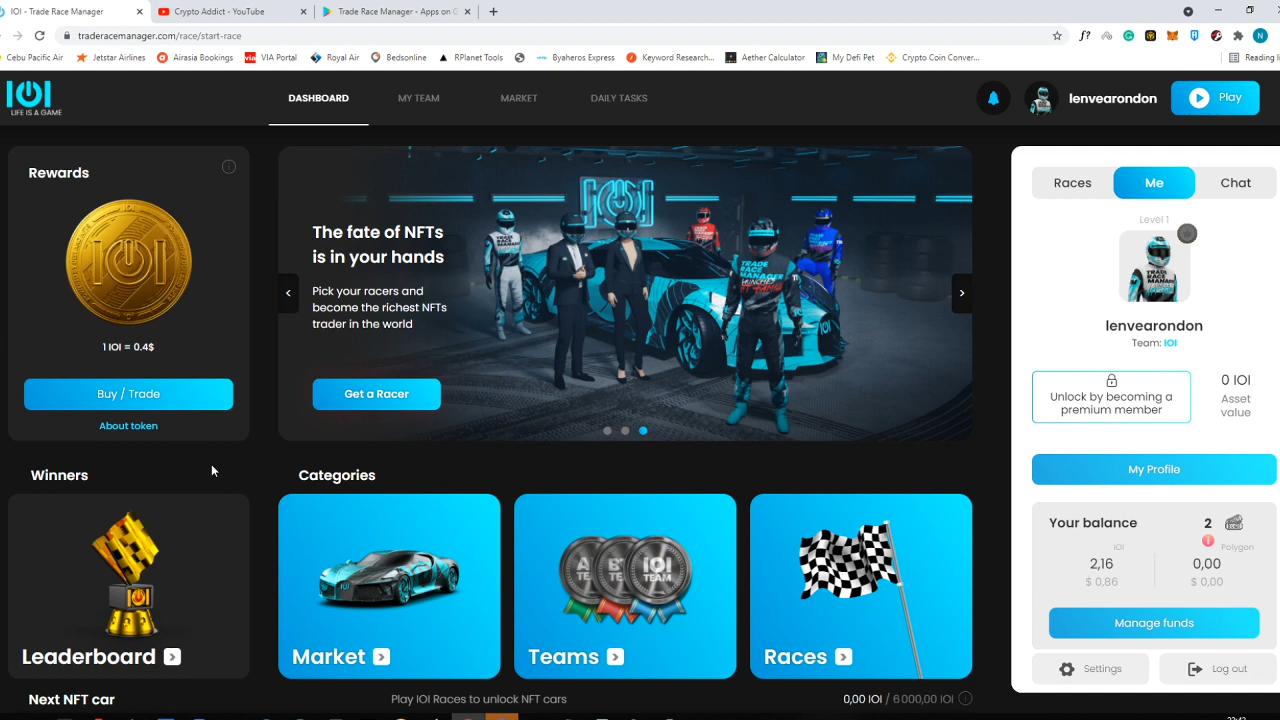 IOI - Trade Race Manager
Crypto Addict - YouTube
Trade Race Manager - Apps on G
traderacemanager.com/race/start-race
Cebu Pacific Air
Jetstar Airlines
Airasia Bookings
VIA Portal
Royal Air
Bedsonline
RPlanet Tools
Byaheros Express
Keyword Research...
Aether Calculator
My Defi Pet
Crypto Coin Conver...
Reading li
IOI
LIFE IS A GAME
DASHBOARD
MY TEAM
MARKET
DAILY TASKS
lenvearondon
Play
Rewards
IOI
1 IOI = 0.4$
Buy / Trade
About token
The fate of NFTs
is in your hands
Pick your racers and
become the richest NFTs
trader in the world
Get a Racer
Races
Me
Chat
Level 1
lenvearondon
Team: IOI
Unlock by becoming a
premium member
0 IOI
Asset
value
My Profile
Your balance
2
IOI
Polygon
2,16
0,00
$ 0,86
$ 0,00
Manage funds
Settings
Log out
Winners
Leaderboard
Categories
Market
IOI
TEAM
Teams
Races
Next NFT car
Play IOI Races to unlock NFT cars
0,00 IOI / 6 000,00 IOI